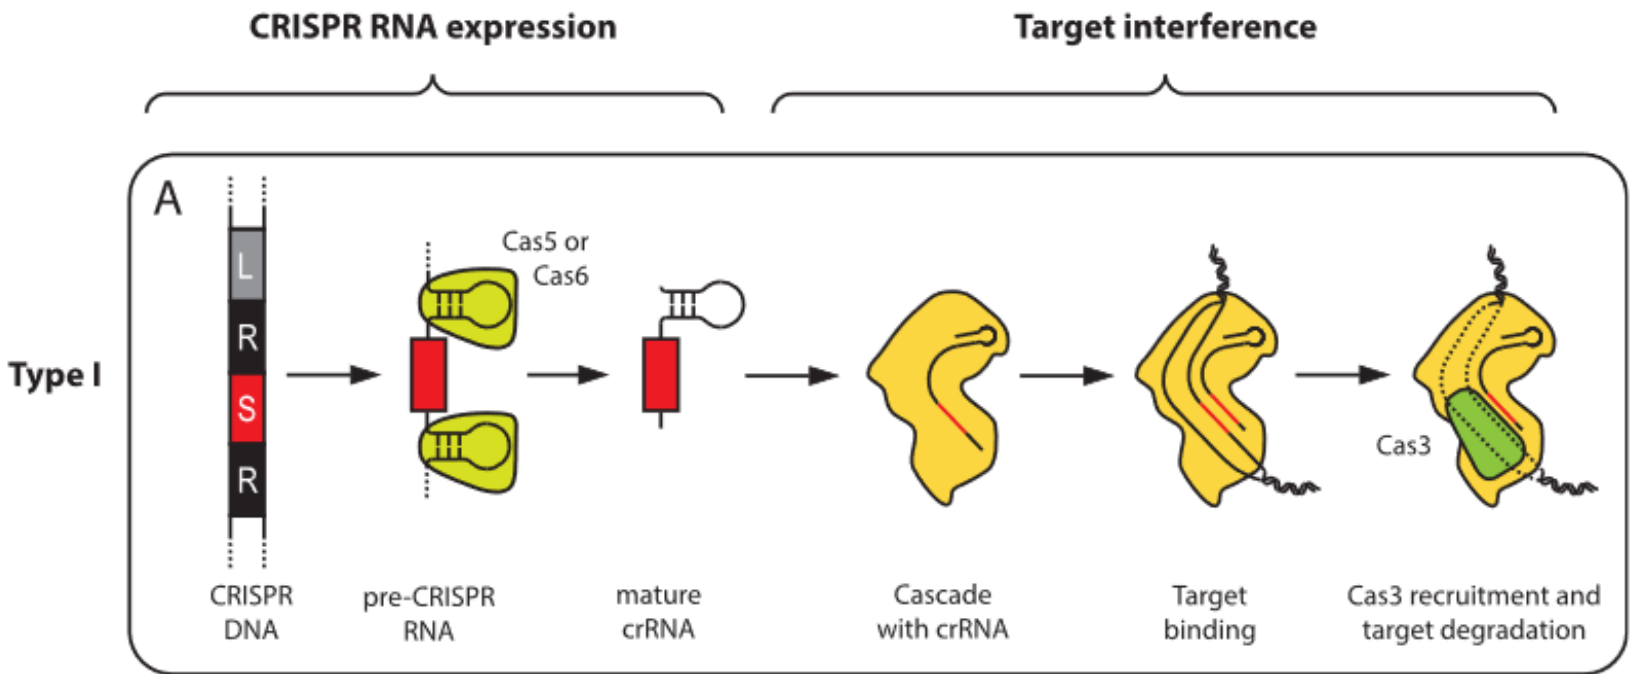 CRISPR RNA expression
Target interference
A
Type I
L
R
S
R
Cas5 or
Cas6
Cas3
CRISPR
DNA
pre-CRISPR
RNA
mature
crRNA
Cascade
with crRNA
Target
binding
Cas3 recruitment and
target degradation